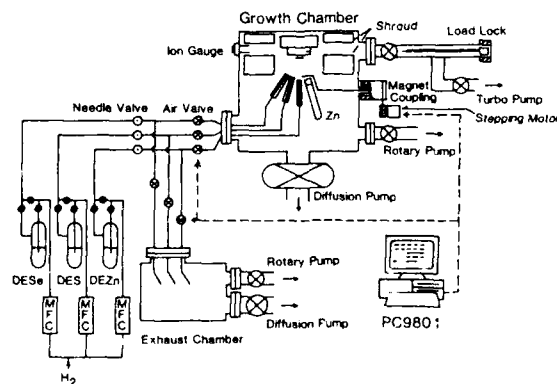 Growth Chamber
Shroud
Load Lock
Ion Gauge
Needle Valve
Air Valve
Magnet
Coupling
Turbo Pump
Zn
Stepping Motor
Rotary Pump
Diffusion Pump
DESe
DES
DEZn
MFC
MFC
MFC
H2
Rotary Pump
Diffusion Pump
Exhaust Chamber
PC9801